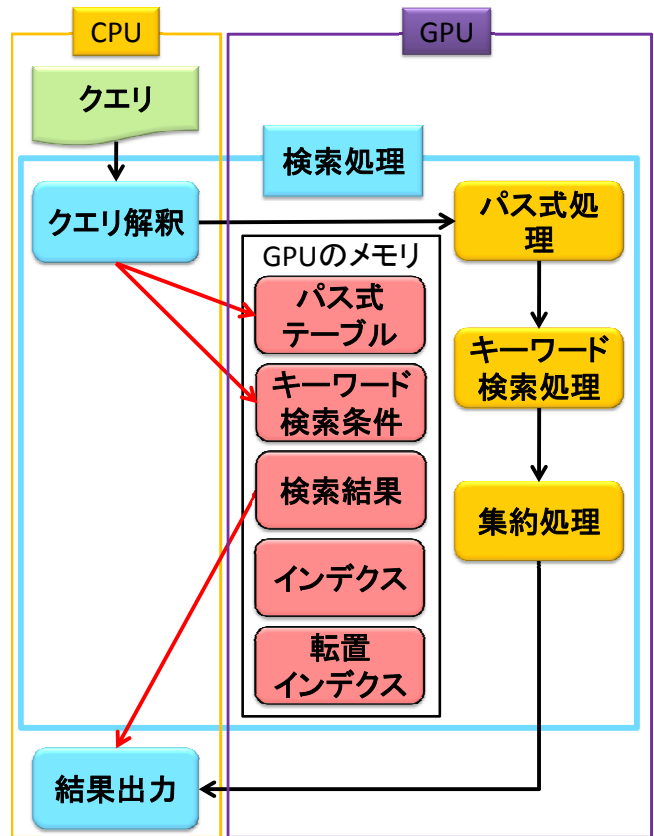 CPU
GPU
クエリ
検索処理
クエリ解釈
パス式処
理
GPUのメモリ
パス式
テーブル
キーワード
検索処理
キーワード
検索条件
検索結果
集約処理
インデクス
転置
インデクス
結果出力